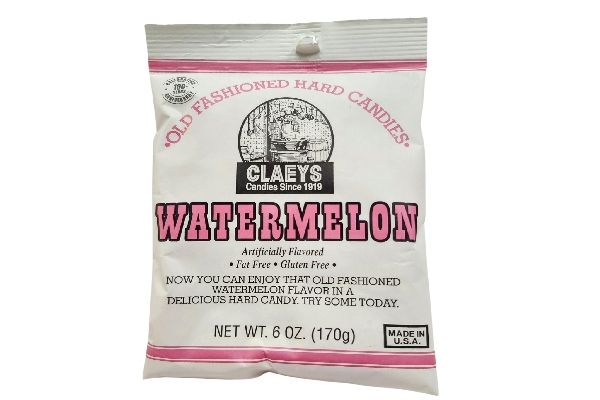 100
•OLD FASHIONED HARD CANDIES•
CLAEYS
Candies Since 1919
WATERMELON
Artificially Flavored
• Fat Free • Gluten Free •
NOW YOU CAN ENJOY THAT OLD FASHIONED
WATERMELON FLAVOR IN A
DELICIOUS HARD CANDY. TRY SOME TODAY.
NET WT. 6 OZ. (170g)
MADE IN
U.S.A.